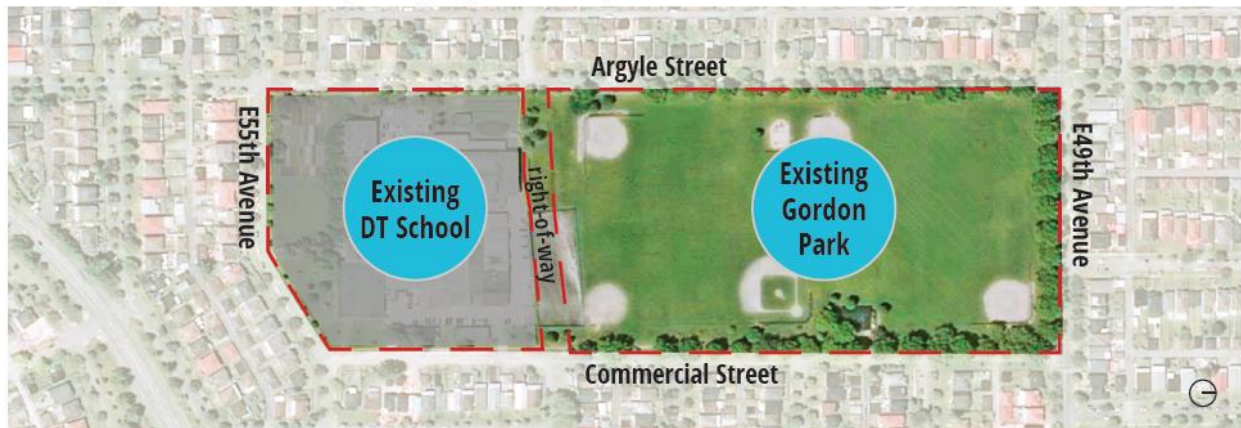 Argyle Street
E55th Avenue
Existing
DT School
right-of-way
Existing
Gordon
Park
E49th Avenue
Commercial Street